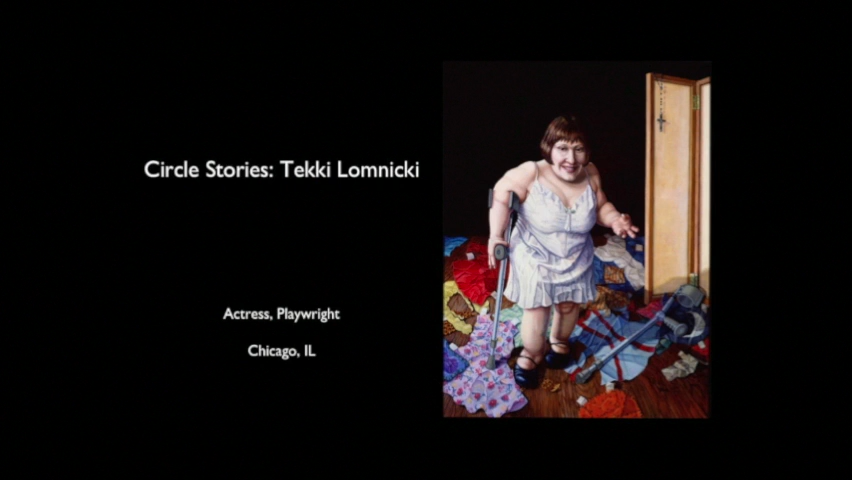 Circle Stories: Tekki Lomnicki
Actress, Playwright
Chicago, IL